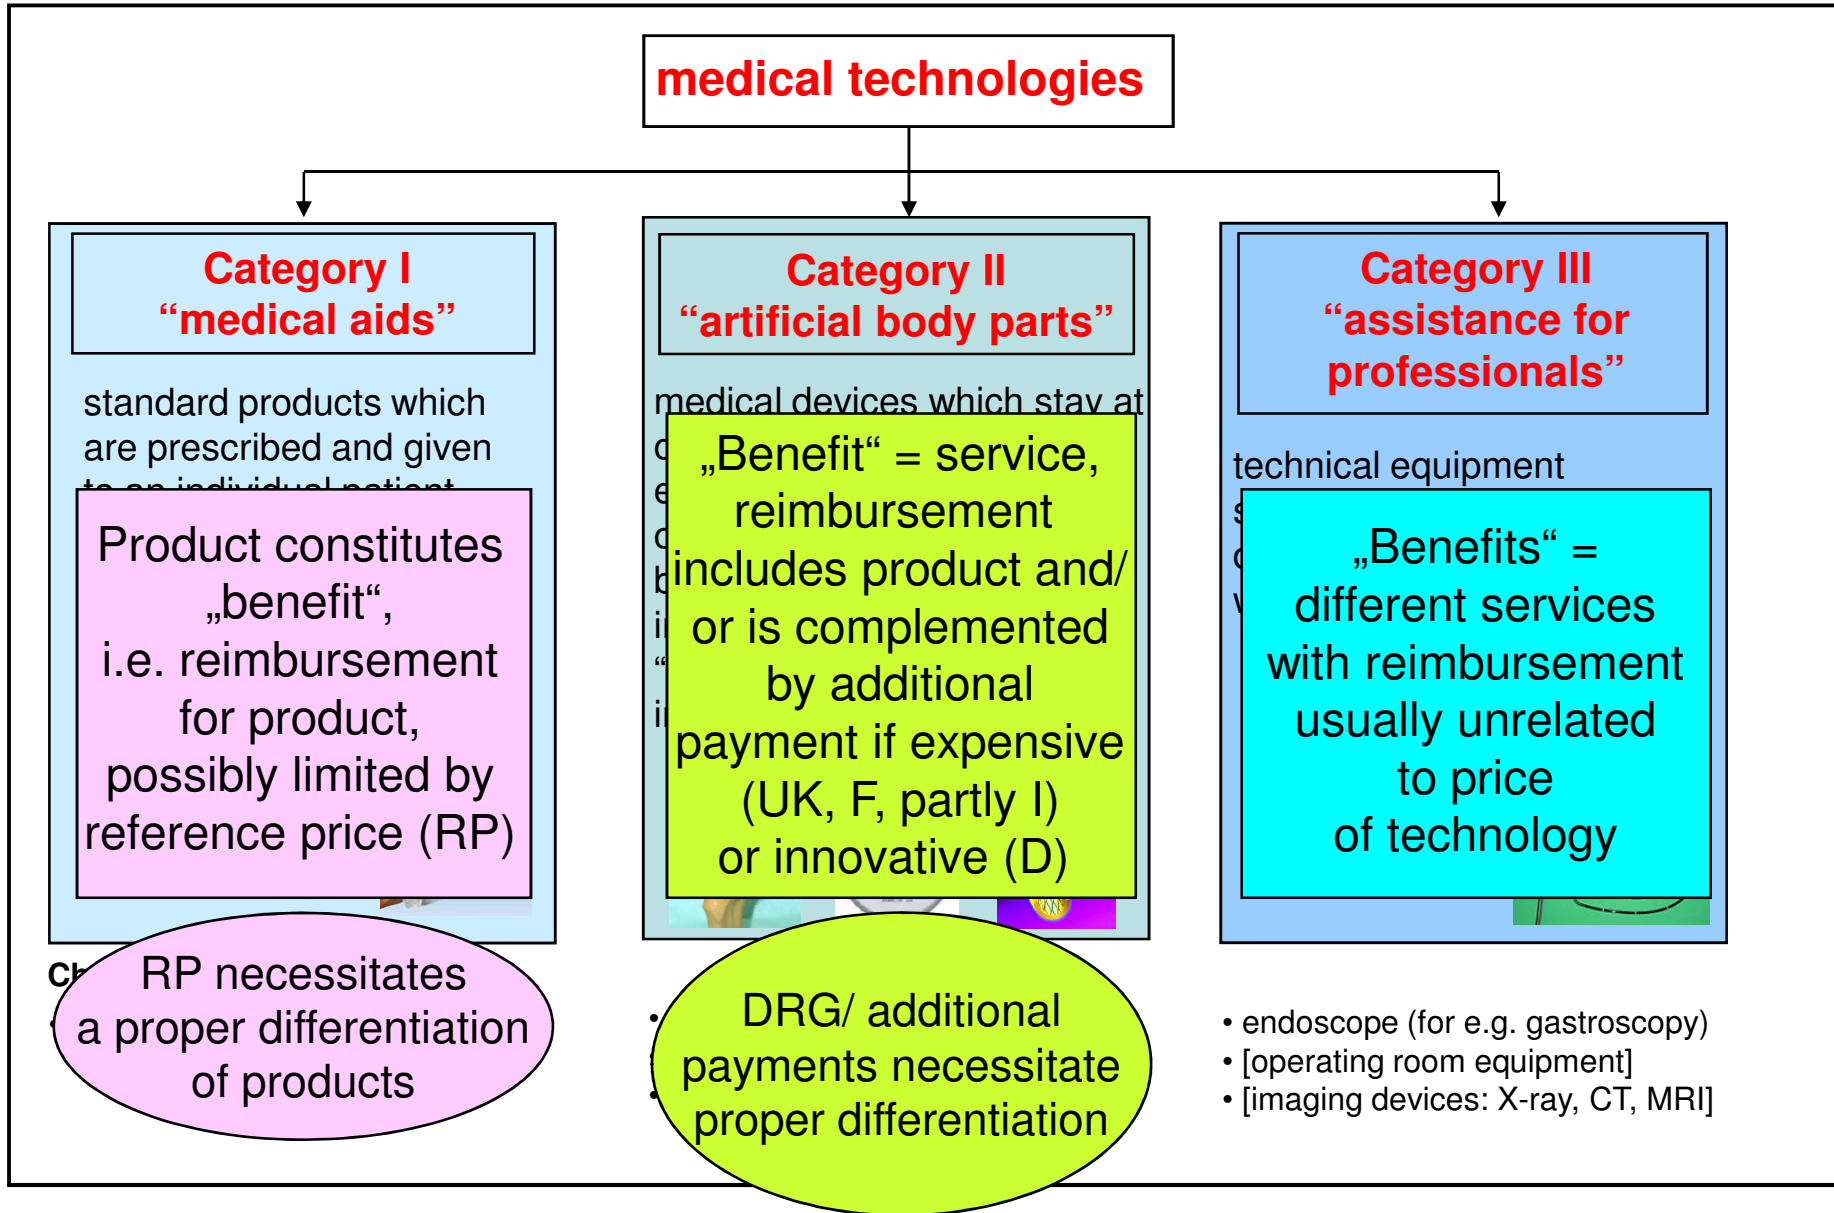 medical technologies
Category I
“medical aids”
standard products which
are prescribed and given
to an individual patient
Product constitutes
„benefit“,
i.e. reimbursement
for product,
possibly limited by
reference price (RP)
RP necessitates
a proper differentiation
of products
Category II
“artificial body parts”
medical devices which stay at
„Benefit“ = service,
reimbursement
includes product and/
or is complemented
by additional
payment if expensive
(UK, F, partly I)
or innovative (D)
DRG/ additional
payments necessitate
proper differentiation
Category III
“assistance for
professionals”
technical equipment
„Benefits“ =
different services
with reimbursement
usually unrelated
to price
of technology
• endoscope (for e.g. gastroscopy)
• [operating room equipment]
• [imaging devices: X-ray, CT, MRI]